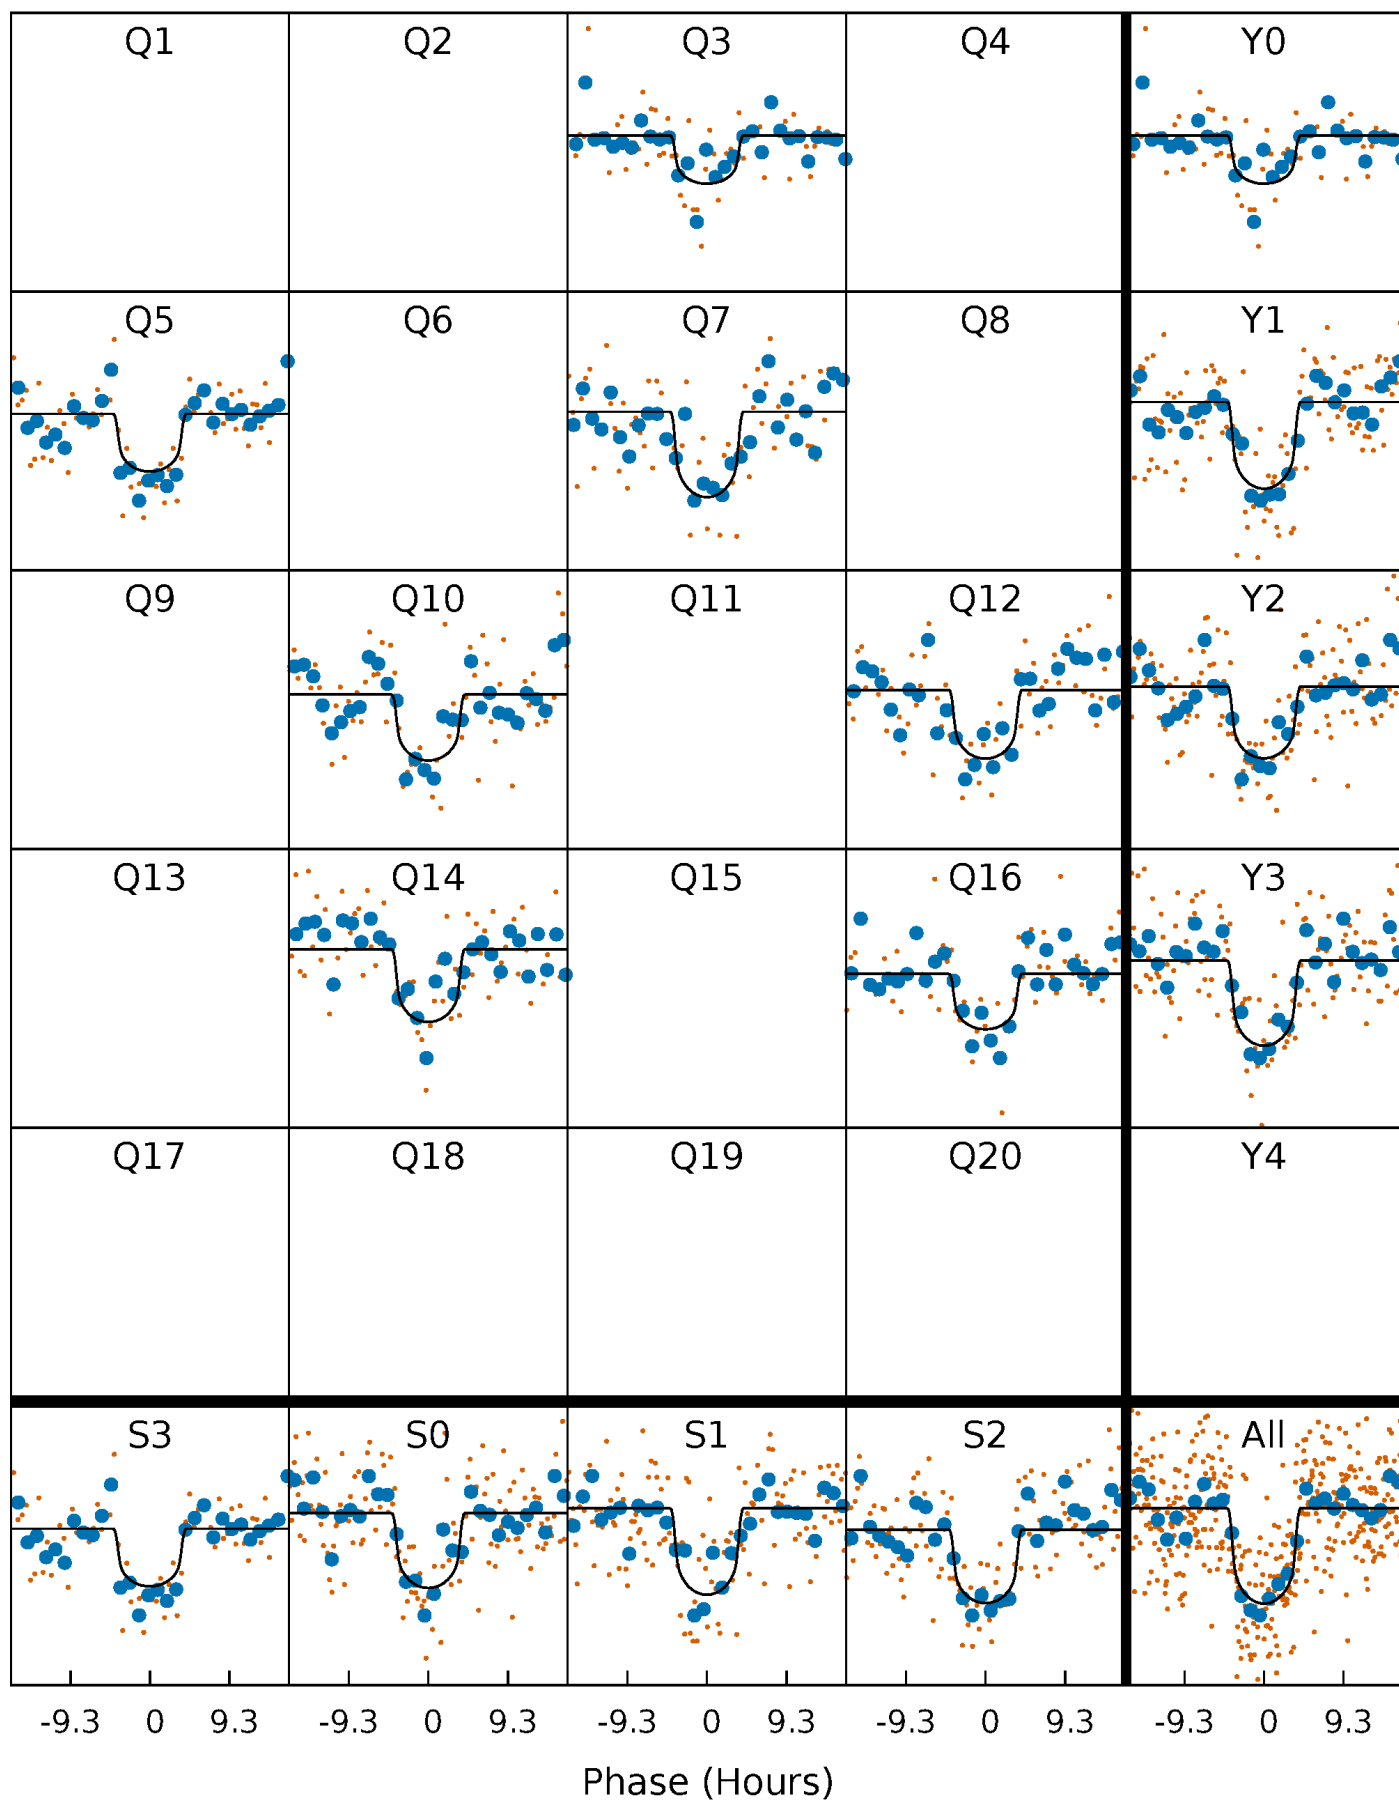 Q1 Q2 Q3 Q4 Y0
Q5 Q6 Q7 Q8 Y1
Q9 Q10 Q11 Q12 Y2
Q13 Q14 Q15 Q16 Y3
Q17 Q18 Q19 Q20 Y4
S3 S0 S1 S2 All
-9.3 0 9.3 -9.3 0 9.3 -9.3 0 9.3 -9.3 0 9.3 -9.3 0 9.3
Phase (Hours)